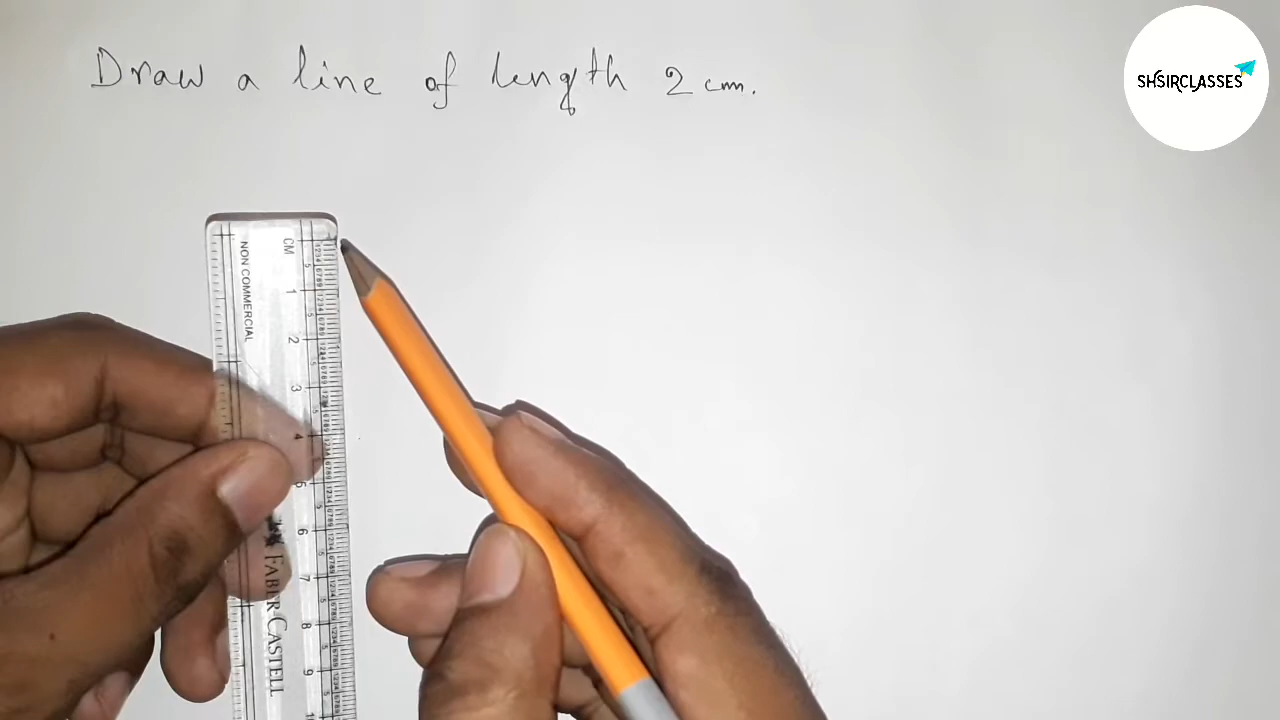 Draw a line of length 2 cm.
SHSIRCLASSES
CM
NON COMMERCIAL
1
2
3
4
5
6
7
8
9
FABER-CASTELL